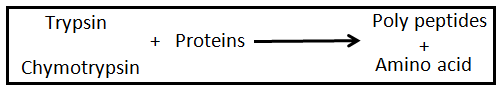 Trypsin
Chymotrypsin
+ Proteins
Poly peptides
+
Amino acid